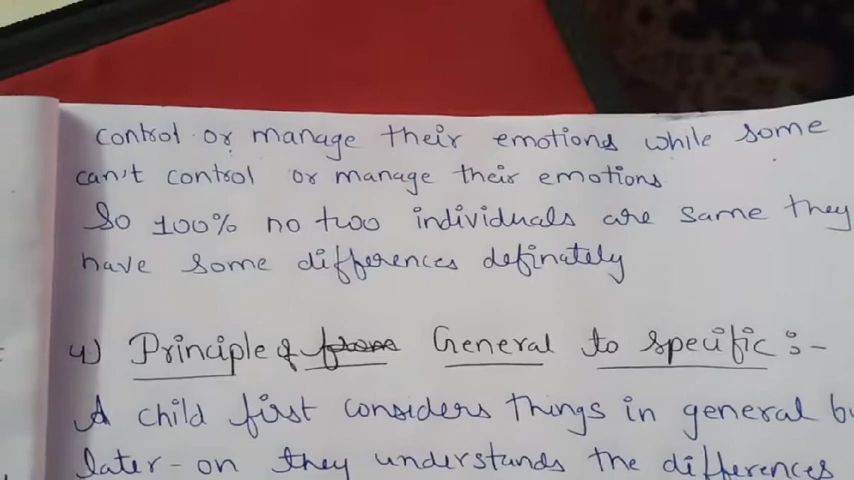 control or manage their emotions while some
can't control or manage their emotions
So 100% no two individuals are same they
have some differences definately
4) Principle of from General to specific :-
A child first considers things in general bu
later-on they understands the differences